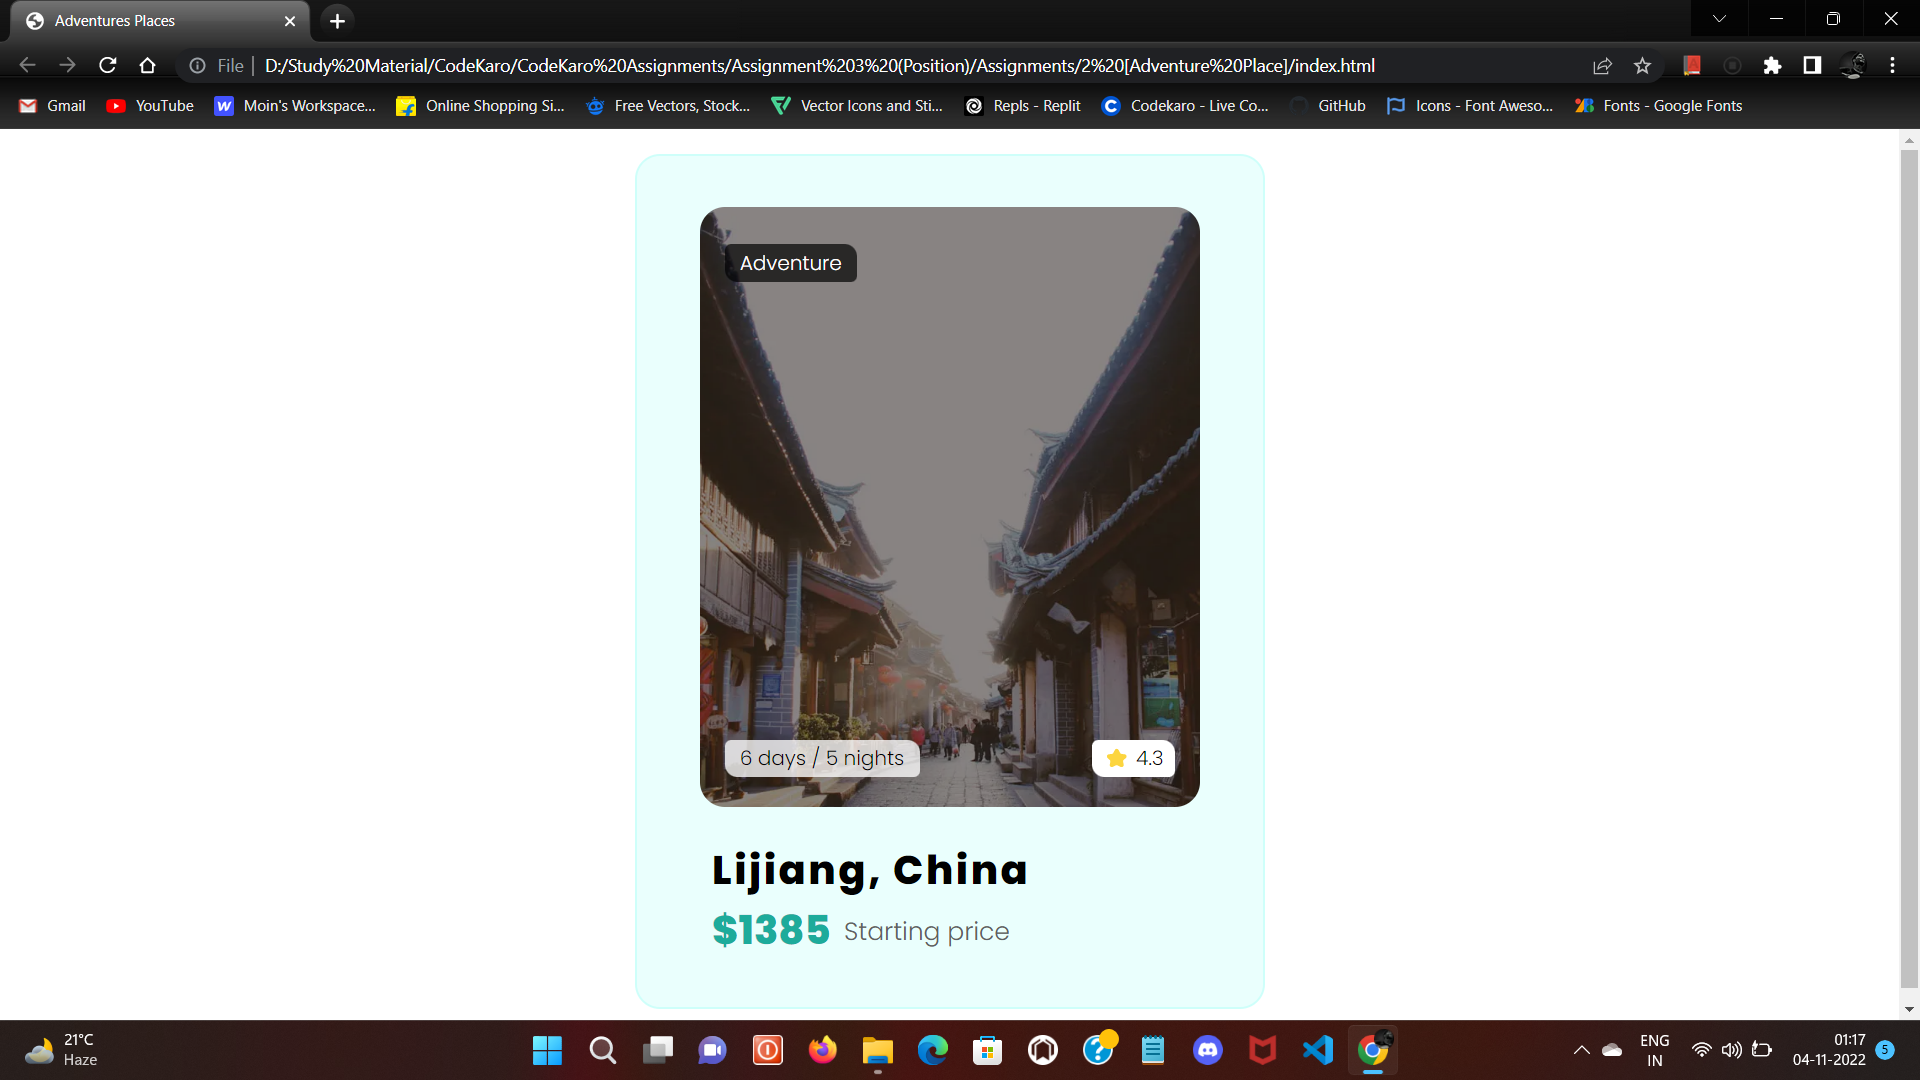 Adventures Places
File
D:/Study%20Material/CodeKaro/CodeKaro%20Assignments/Assignment%203%20(Position)/Assignments/2%20[Adventure%20Place]/index.html
Gmail YouTube Moin's Workspace... Online Shopping Si... Free Vectors, Stock... Vector Icons and Sti... Repls - Replit Codekaro - Live Co... GitHub Icons - Font Aweso... Fonts - Google Fonts
Adventure
6 days / 5 nights
4.3
Lijiang, China
$1385 Starting price
21°C
Haze
ENG
IN
01:17
04-11-2022
5